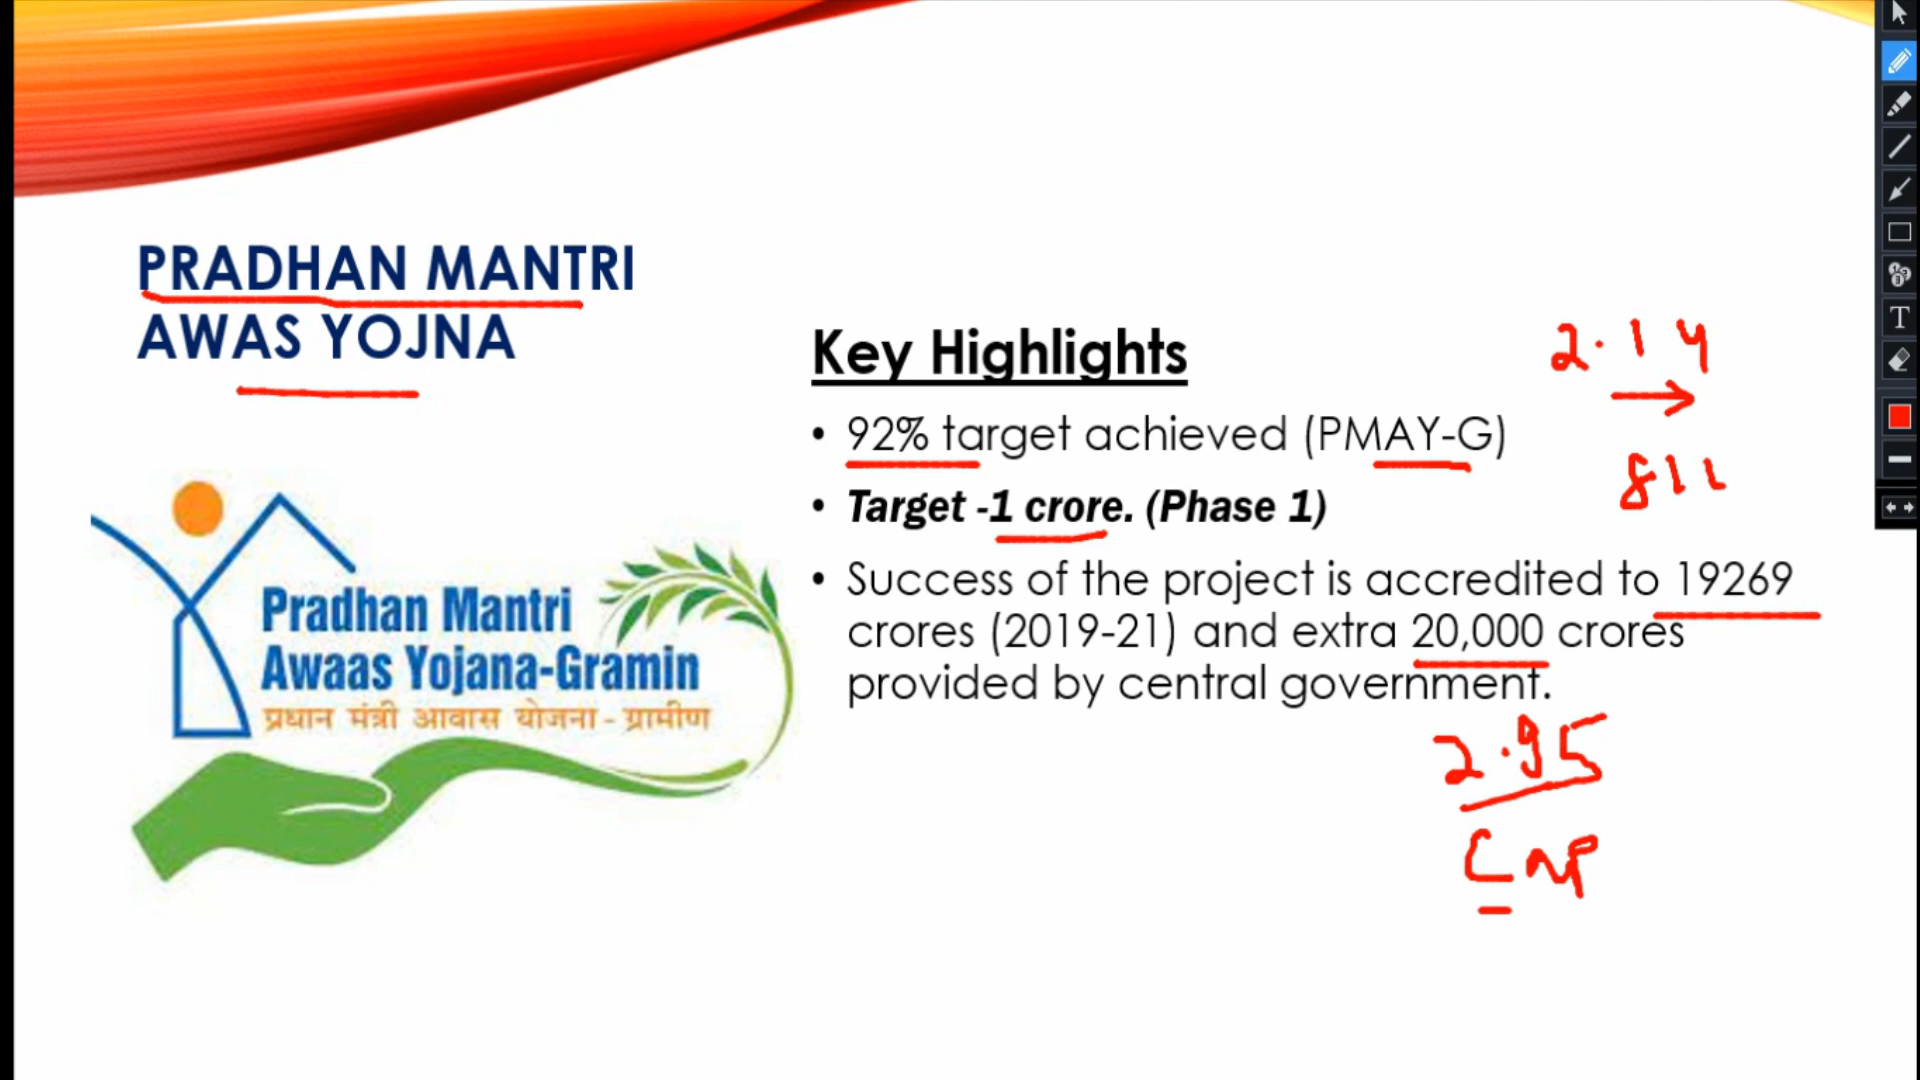 PRADHAN MANTRI
AWAS YOJNA
Pradhan Mantri
Awaas Yojana-Gramin
प्रधान मंत्री आवास योजना - ग्रामीण
Key Highlights
• 92% target achieved (PMAY-G)
• Target -1 crore. (Phase 1)
• Success of the project is accredited to 19269
crores (2019-21) and extra 20,000 crores
provided by central government.
2.14
2.95
T